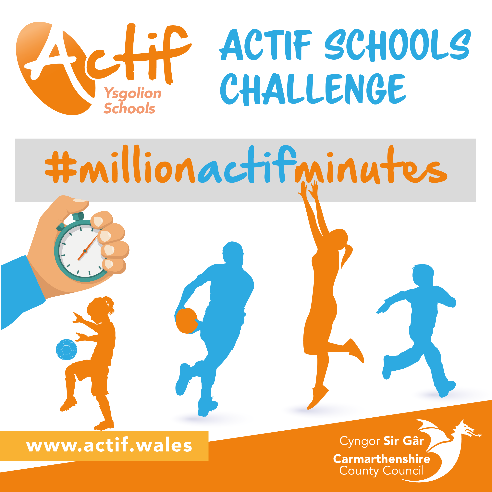 Actif
Ysgolion
Schools
ACTIF SCHOOLS
CHALLENGE
#millionactifminutes
www.actif.wales
Cyngor Sir Gâr
Carmarthenshire
County Council